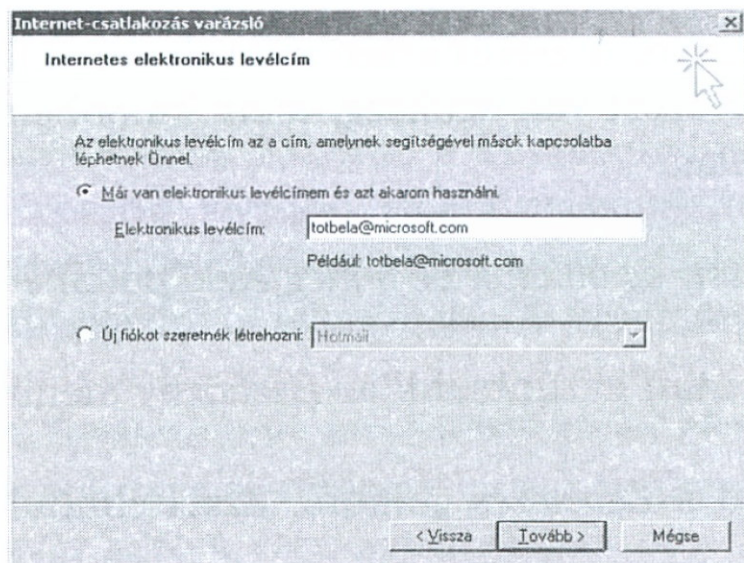 Internet-csatlakozás varázsló
Internetes elektronikus levélcím
Az elektronikus levélcím az a cím, amelynek segítségével mások kapcsolatba
léphetnek Önnel.
Már van elektronikus levélcímem és azt akarom használni.
Elektronikus levélcím: totbela@microsoft.com
Például: totbela@microsoft.com
Új fiókot szeretnék létrehozni: Hotmail
< Vissza Tovább > Mégse